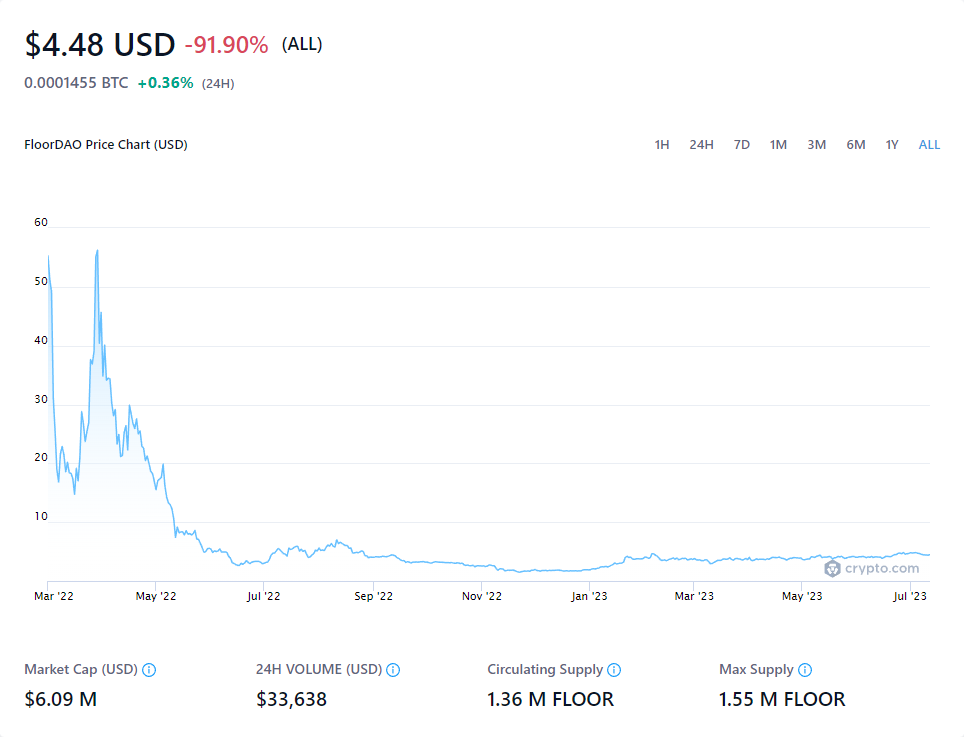 $4.48 USD -91.90% (ALL)
0.0001455 BTC +0.36% (24H)
FloorDAO Price Chart (USD) 1H 24H 7D 1M 3M 6M 1Y ALL
60
50
40
30
20
10
crypto.com
Mar '22 May '22 Jul '22 Sep '22 Nov '22 Jan '23 Mar '23 May '23 Jul '23
Market Cap (USD) 24H VOLUME (USD) Circulating Supply Max Supply
$6.09 M $33,638 1.36 M FLOOR 1.55 M FLOOR